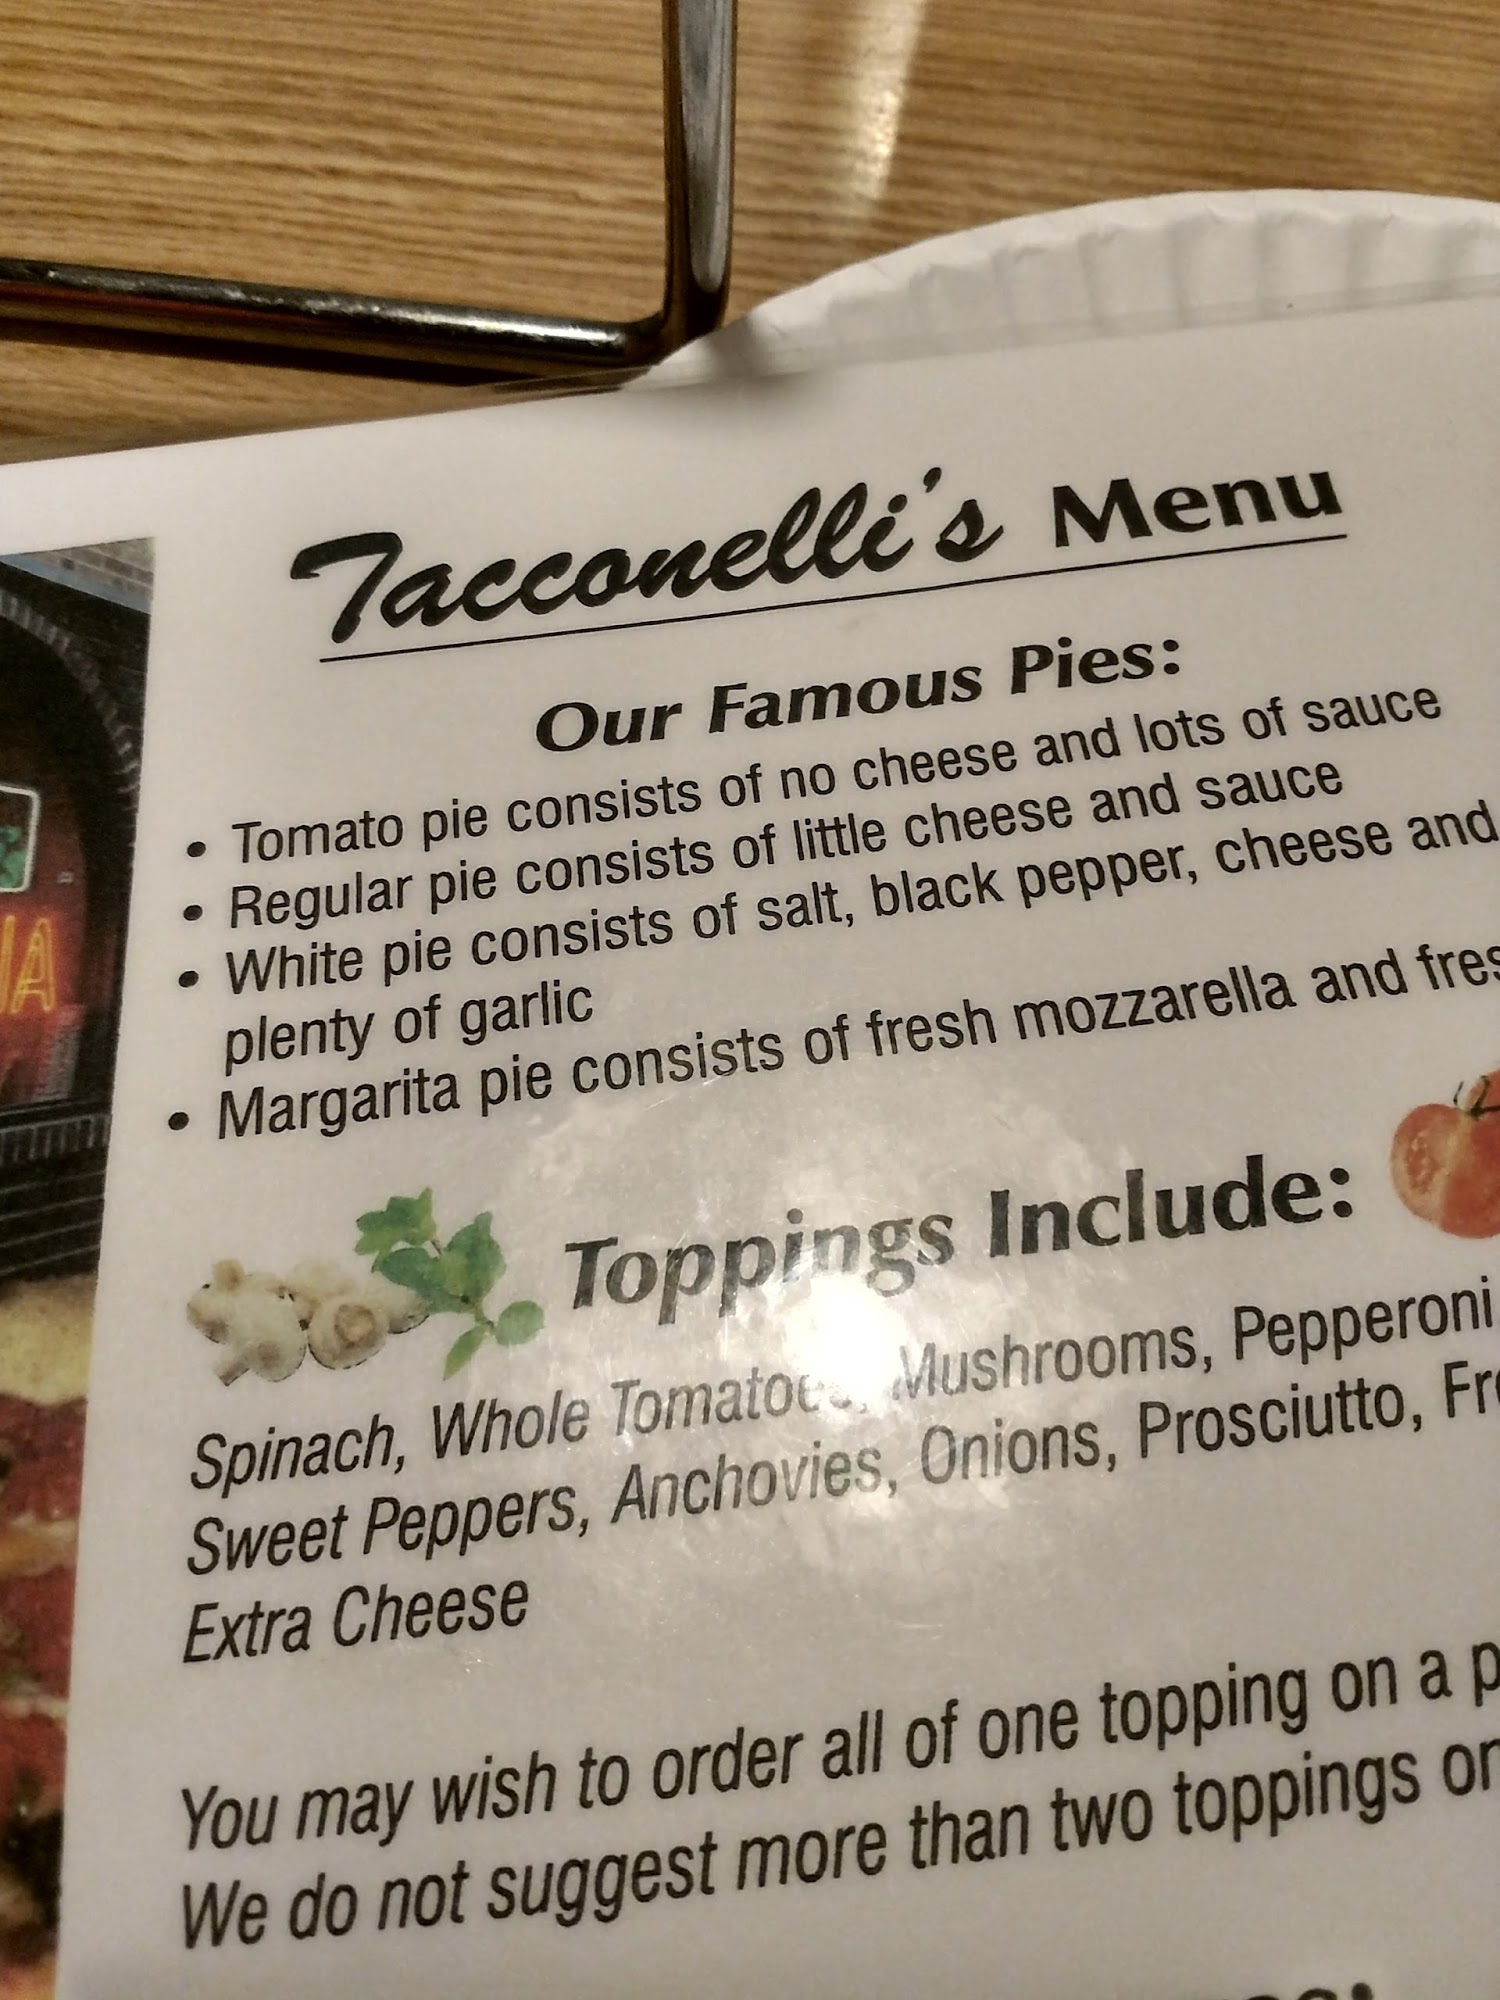 Tacconelli's Menu
Our Famous Pies:
• Tomato pie consists of no cheese and lots of sauce
• Regular pie consists of little cheese and sauce
• White pie consists of salt, black pepper, cheese and
plenty of garlic
• Margarita pie consists of fresh mozzarella and
Toppings Include:
Spinach, Whole Tomatoes, Mushrooms, Pepperoni
Sweet Peppers, Anchovies, Onions, Prosciutto,
Extra Cheese
You may wish to order all of one topping on a
We do not suggest more than two toppings